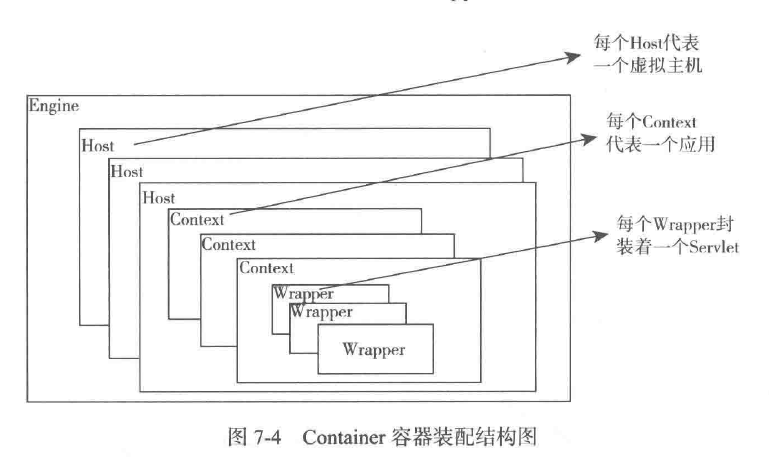 每个Host代表
一个虚拟主机
Engine
Host
每个Context
代表一个应用
Host
Host
Context
每个Wrapper封
装着一个Servlet
Context
Context
Wrapper
Wrapper
Wrapper
图 7-4 Container 容器装配结构图